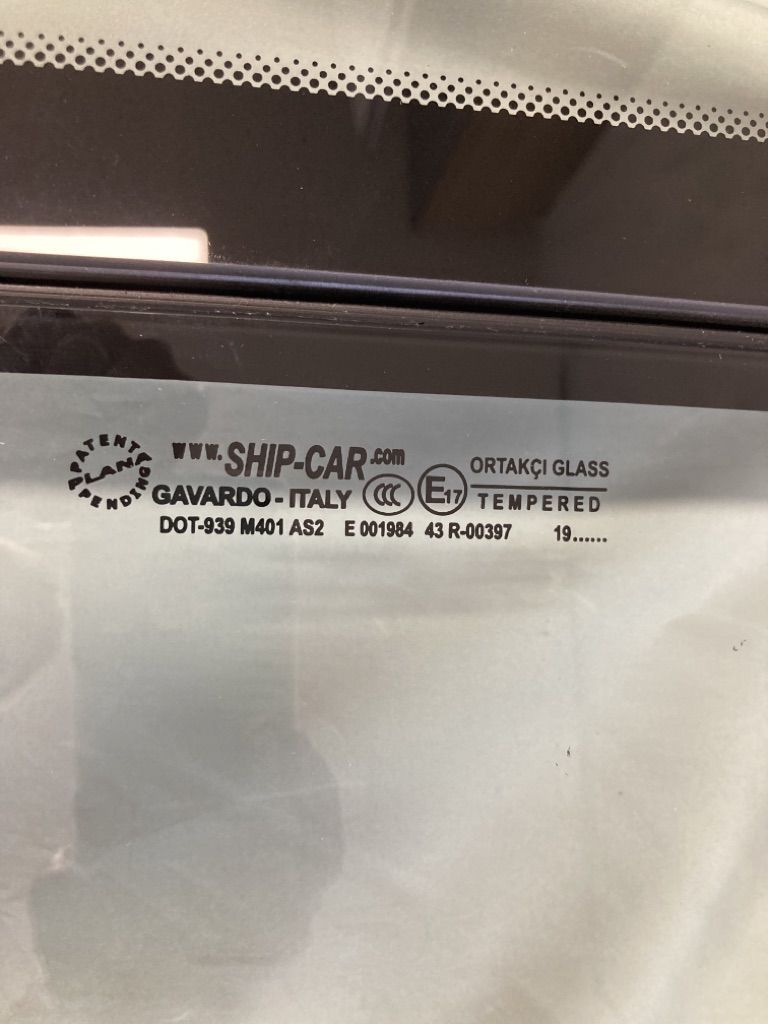 PATENTA
PLANA
PENDING
www.SHIP-CAR.com
GAVARDO - ITALY
CCC
E17
ORTAKÇI GLASS
TEMPERED
DOT-939 M401 AS2 E 001984 43 R-00397 19......